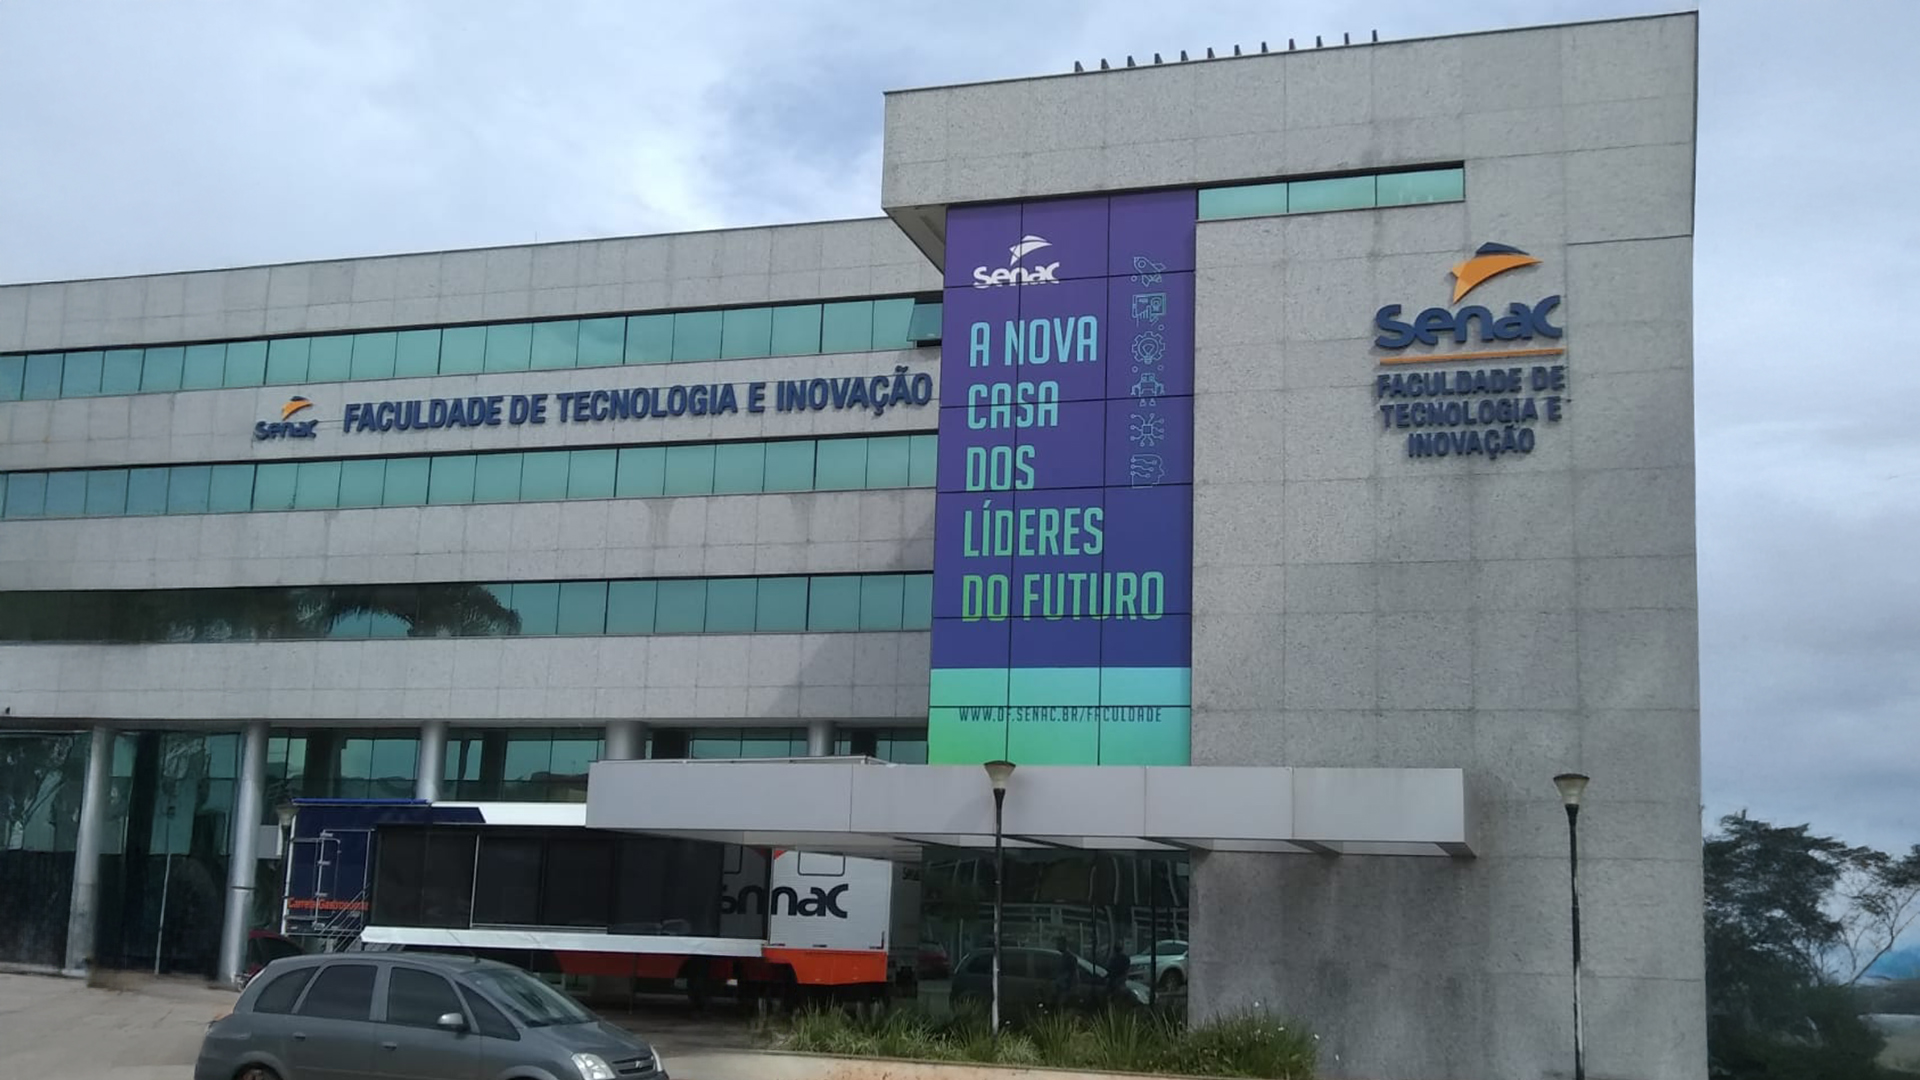 Senac
FACULDADE DE TECNOLOGIA E INOVAÇÃO
Senac
A NOVA
CASA
DOS
LÍDERES
DO FUTURO
WWW.DF.SENAC.BR/FACULDADE
Senac
FACULDADE DE
TECNOLOGIA E
INOVAÇÃO